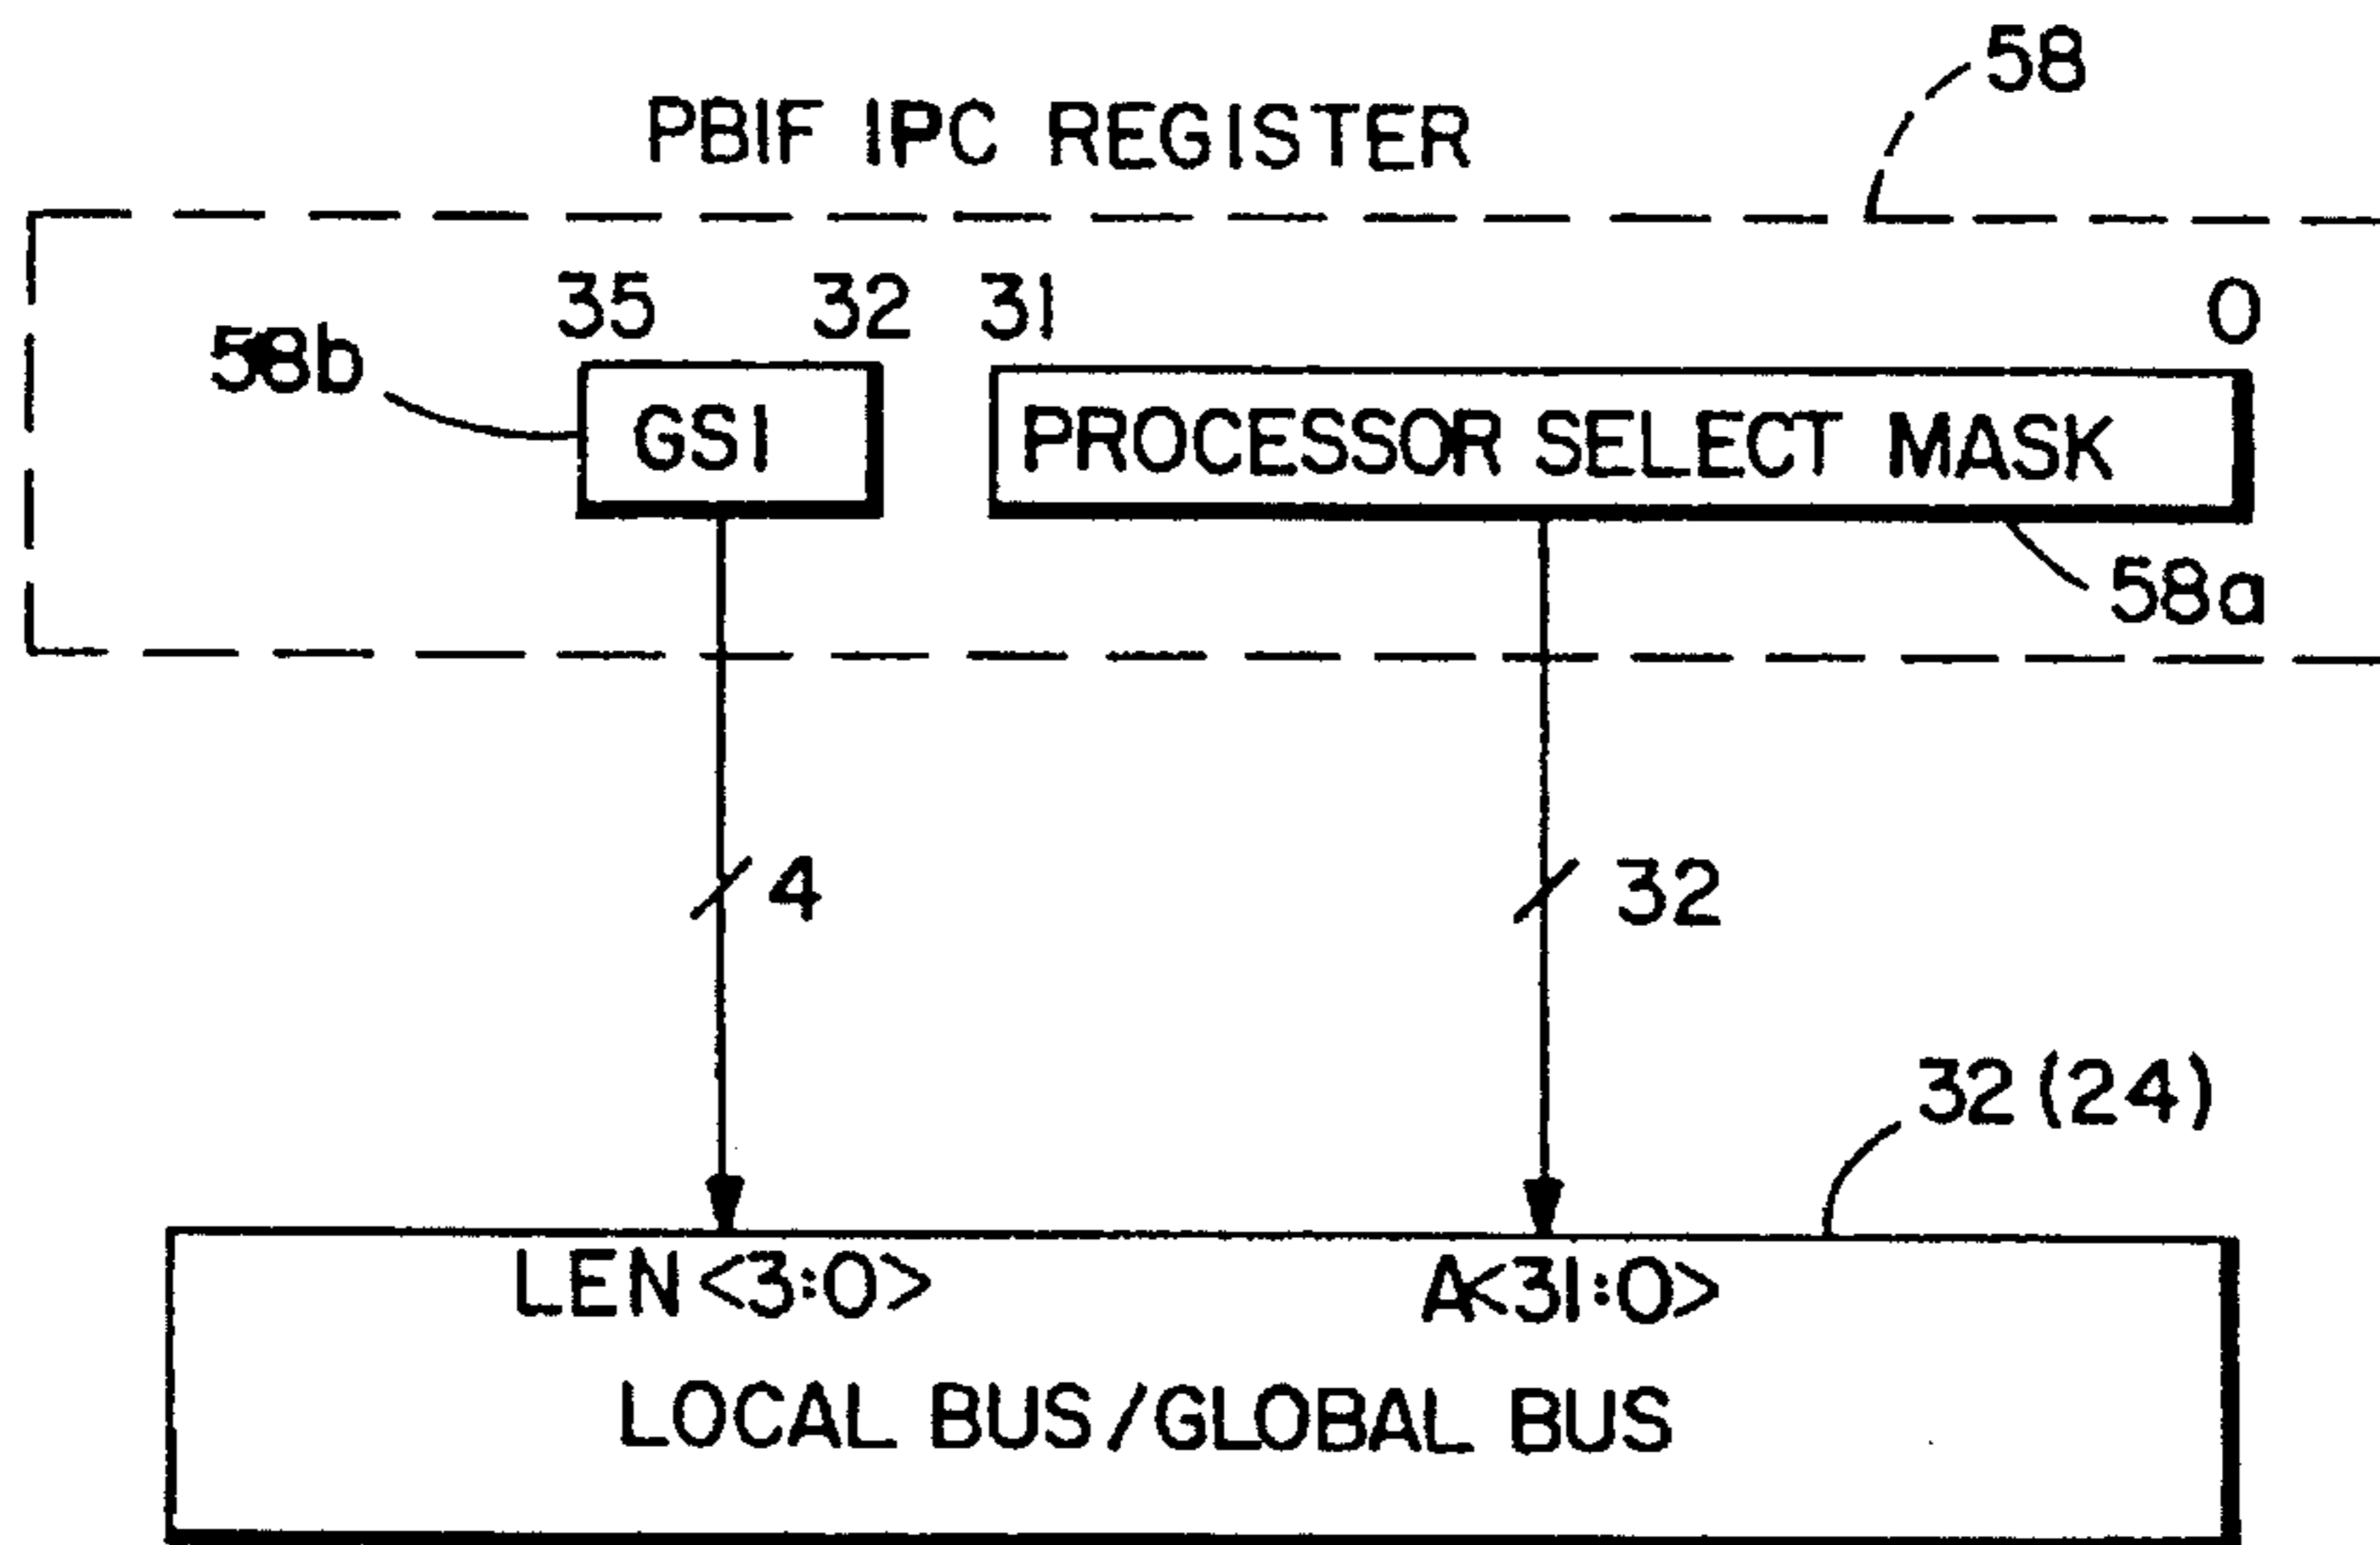 58
PBIF IPC REGISTER
35 32 31 0
58b
GSI PROCESSOR SELECT MASK
58a
4 32
32 (24)
LEN <3:0> A<31:0>
LOCAL BUS/GLOBAL BUS